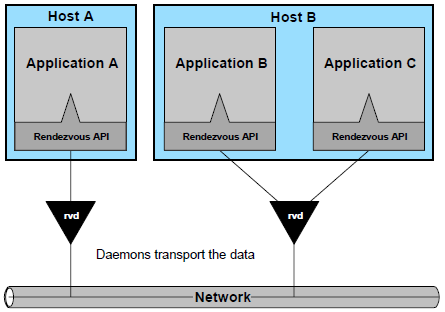 Host A
Host B
Application A
Application B
Application C
Rendezvous API
Rendezvous API
Rendezvous API
rvd
rvd
Daemons transport the data
Network